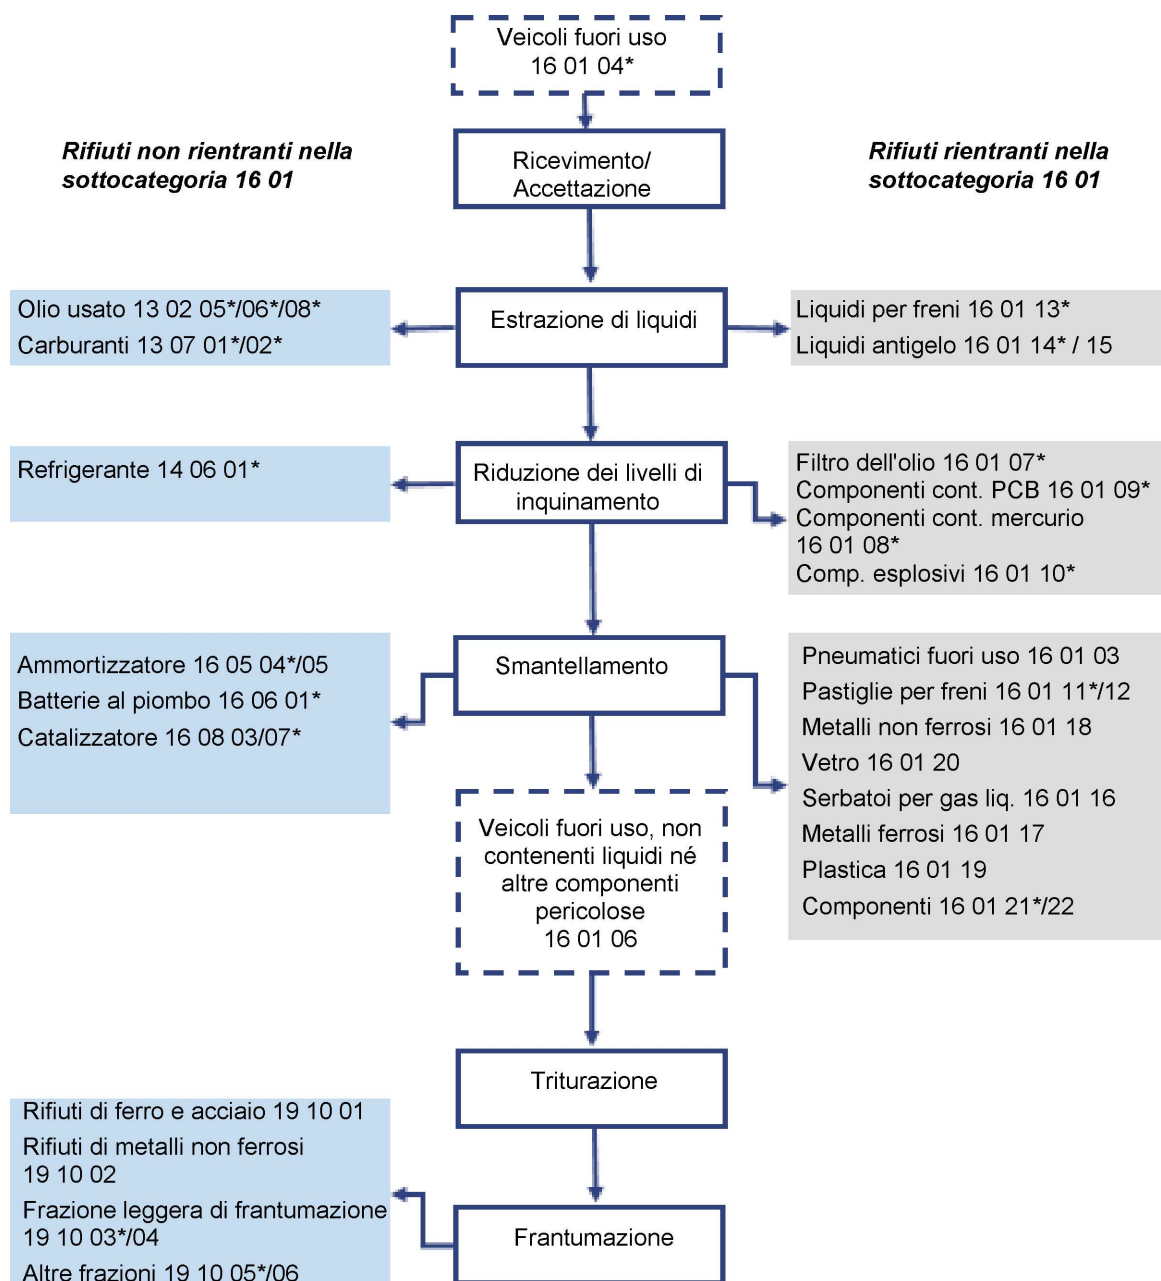 Veicoli fuori uso
16 01 04*
Rifiuti non rientranti nella
sottocategoria 16 01
Ricevimento/
Accettazione
Rifiuti rientranti nella
sottocategoria 16 01
Olio usato 13 02 05*/06*/08*
Carburanti 13 07 01*/02*
Estrazione di liquidi
Liquidi per freni 16 01 13*
Liquidi antigelo 16 01 14* / 15
Refrigerante 14 06 01*
Riduzione dei livelli di
inquinamento
Filtro dell'olio 16 01 07*
Componenti cont. PCB 16 01 09*
Componenti cont. mercurio
16 01 08*
Comp. esplosivi 16 01 10*
Ammortizzatore 16 05 04*/05
Batterie al piombo 16 06 01*
Catalizzatore 16 08 03/07*
Smantellamento
Pneumatici fuori uso 16 01 03
Pastiglie per freni 16 01 11*/12
Metalli non ferrosi 16 01 18
Vetro 16 01 20
Serbatoi per gas liq. 16 01 16
Metalli ferrosi 16 01 17
Plastica 16 01 19
Componenti 16 01 21*/22
Veicoli fuori uso, non
contenenti liquidi né
altre componenti
pericolose
16 01 06
Triturazione
Rifiuti di ferro e acciaio 19 10 01
Rifiuti di metalli non ferrosi
19 10 02
Frazione leggera di frantumazione
19 10 03*/04
Altre frazioni 19 10 05*/06
Frantumazione